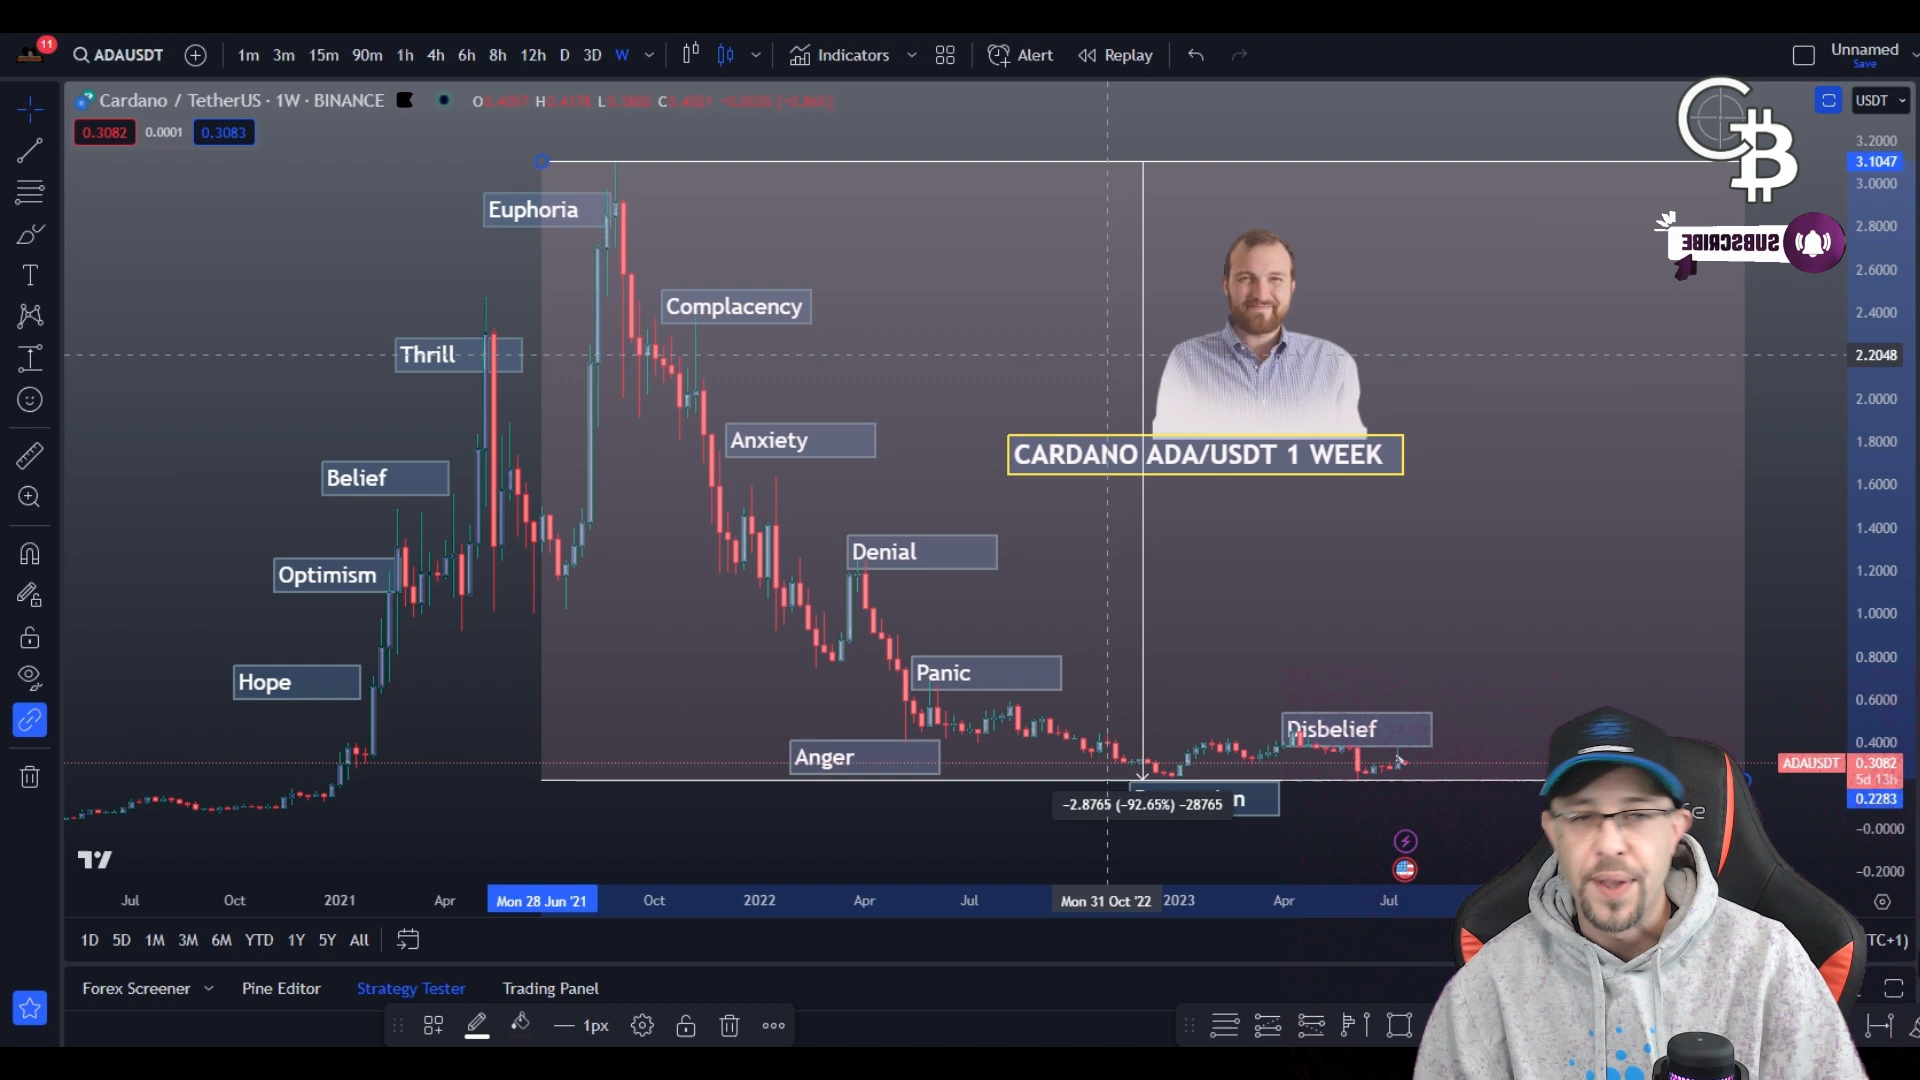 11
ADAUSDT
1m 3m 15m 90m 1h 4h 6h 8h 12h D 3D W
Indicators
Alert
Replay
Unnamed
Save
Cardano / TetherUS · 1W · BINANCE
O H L C
0.3082 0.0001 0.3083
USDT
3.2000
3.1047
3.0000
2.8000
2.6000
2.4000
2.2048
2.0000
1.8000
1.6000
1.4000
1.2000
1.0000
0.8000
0.6000
0.4000
ADAUSDT 0.3082
5d 13h
0.2283
-0.0000
-0.2000
SUBSCRIBE
Euphoria
Complacency
Thrill
Anxiety
CARDANO ADA/USDT 1 WEEK
Belief
Denial
Optimism
Panic
Hope
Disbelief
Anger
n
−2.8765 (−92.65%) −28765
Jul Oct 2021 Apr Mon 28 Jun '21 Oct 2022 Apr Jul Mon 31 Oct '22 2023 Apr Jul
1D 5D 1M 3M 6M YTD 1Y 5Y All
TC+1)
Forex Screener Pine Editor Strategy Tester Trading Panel
1px